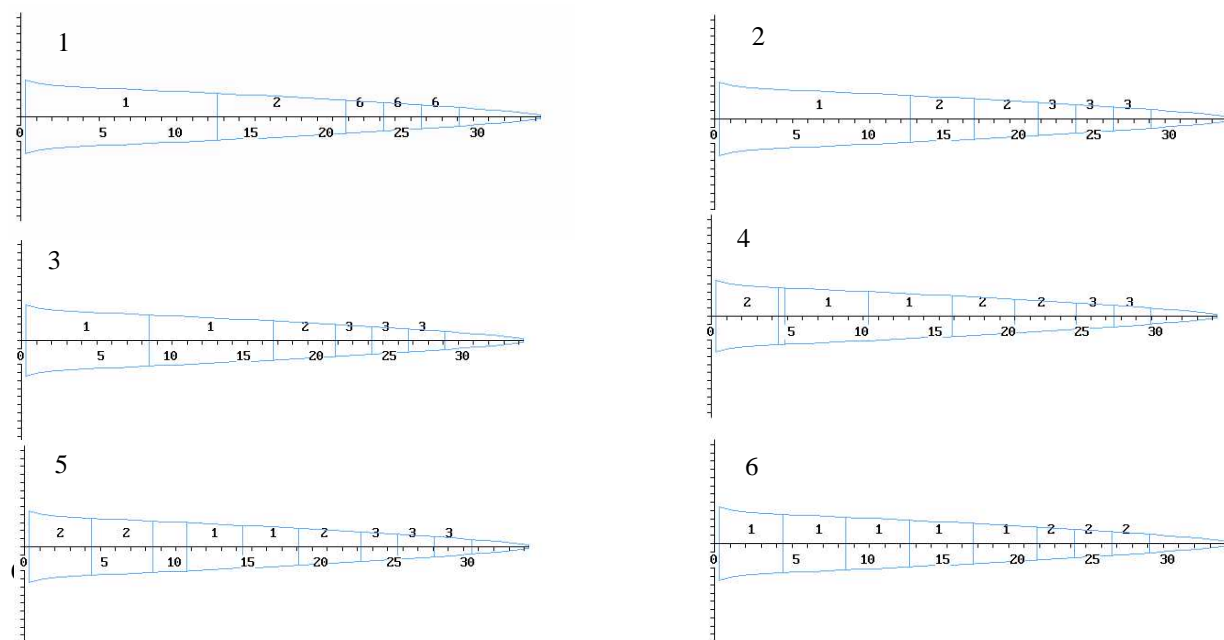 1
1 2 6 6 6
0 5 10 15 20 25 30
2
1 2 2 3 3 3
0 5 10 15 20 25 30
3
1 1 2 3 3 3
0 5 10 15 20 25 30
4
2 1 1 2 2 3 3
0 5 10 15 20 25 30
5
2 2 1 1 2 3 3 3
0 5 10 15 20 25 30
6
1 1 1 1 1 2 2 2
0 5 10 15 20 25 30